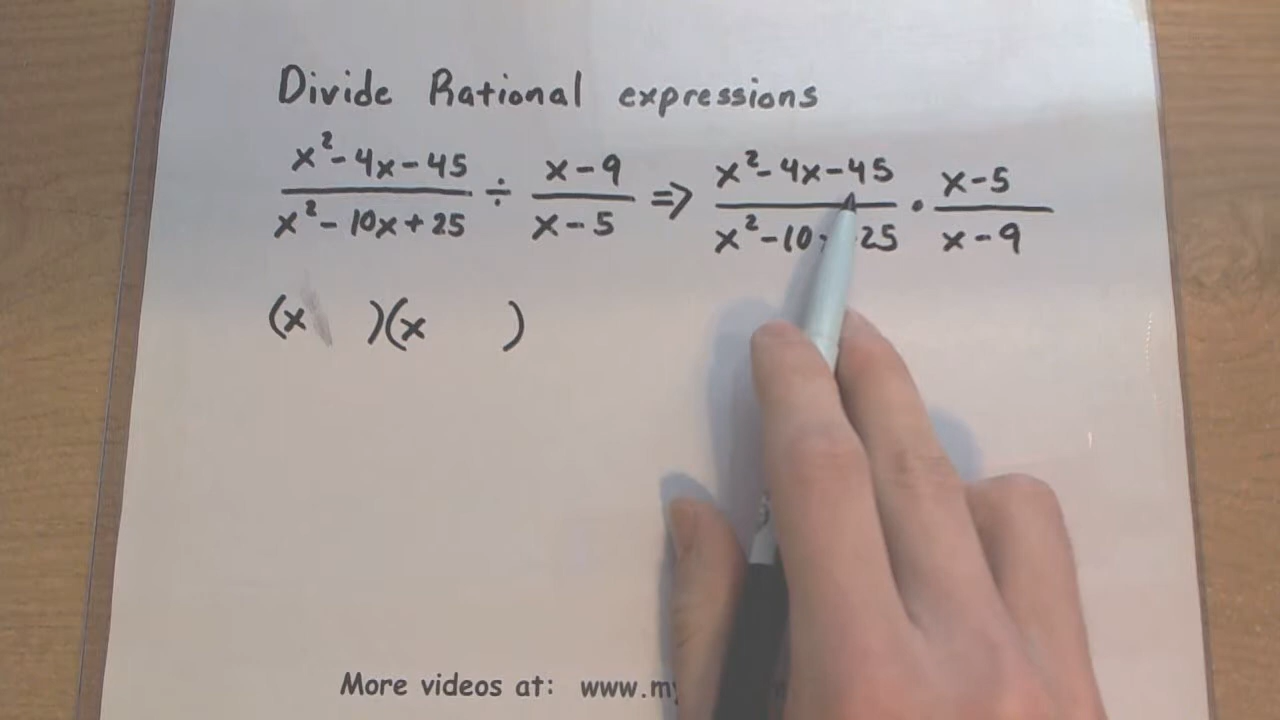 Divide Rational expressions
x²-4x-45 / x²-10x+25 ÷ x-9 / x-5 ⇒ x²-4x-45 / x²-10 25 · x-5 / x-9
(x )(x )
More videos at: www.my